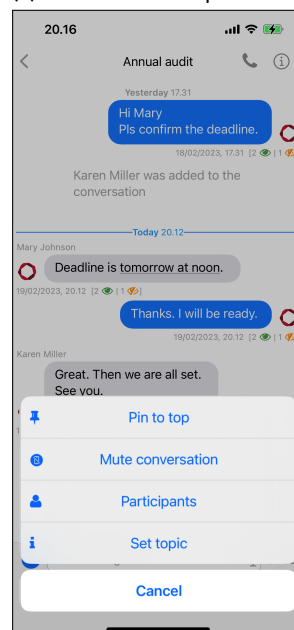 20.16
Annual audit
Yesterday 17.31
Hi Mary
Pls confirm the deadline.
18/02/2023, 17.31 [2 | 1
Karen Miller was added to the
conversation
Today 20.12
Mary Johnson
Deadline is tomorrow at noon.
19/02/2023, 20.12 [2 | 1 ]
Thanks. I will be ready.
19/02/2023, 20.12 [2 | 1
Karen Miller
Great. Then we are all set.
See you.
Pin to top
Mute conversation
Participants
Set topic
Cancel